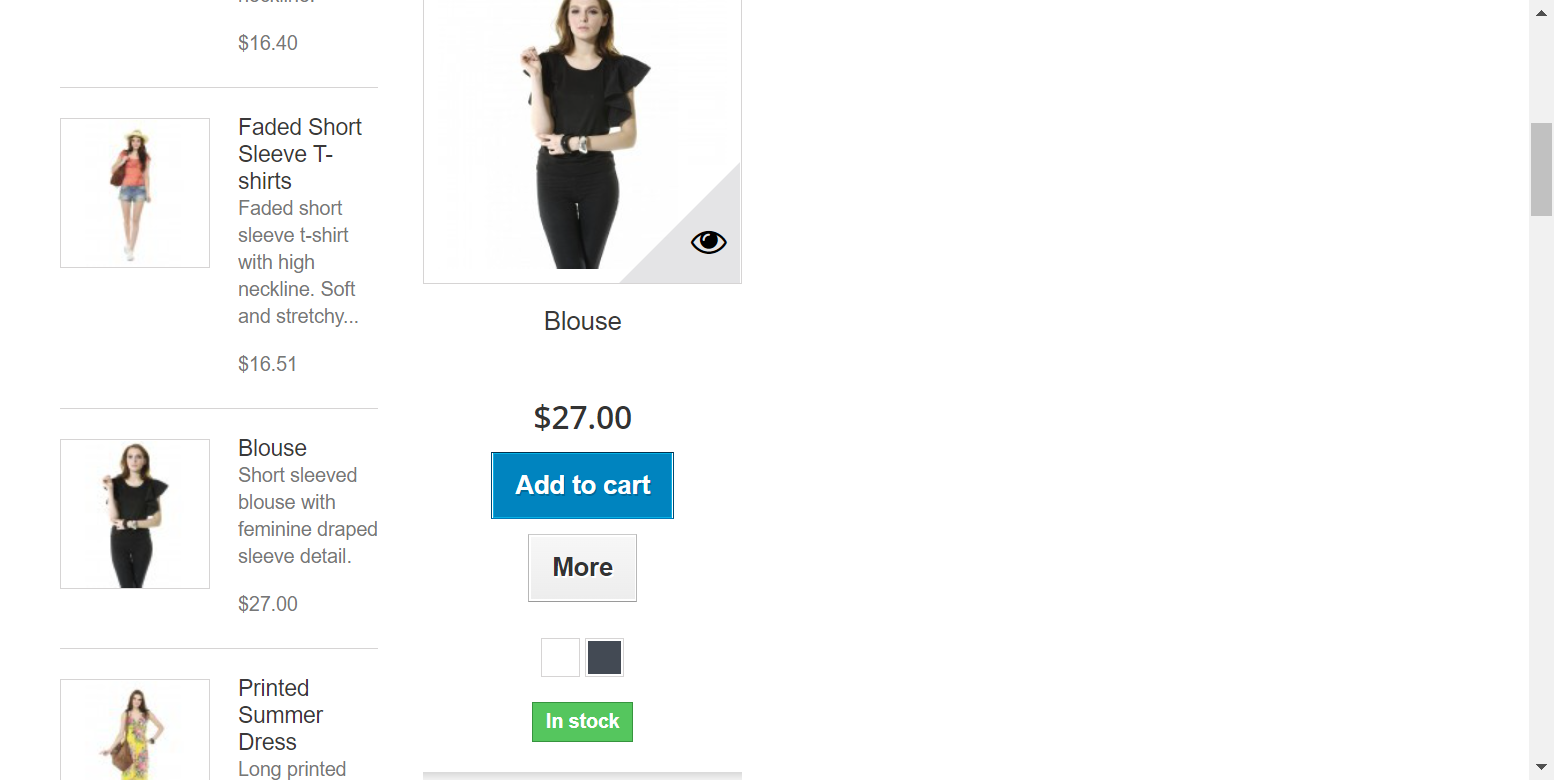 neckline.
$16.40
Faded Short
Sleeve T-
shirts
Faded short
sleeve t-shirt
with high
neckline. Soft
and stretchy...
$16.51
Blouse
Short sleeved
blouse with
feminine draped
sleeve detail.
$27.00
Printed
Summer
Dress
Long printed
Blouse
$27.00
Add to cart
More
In stock